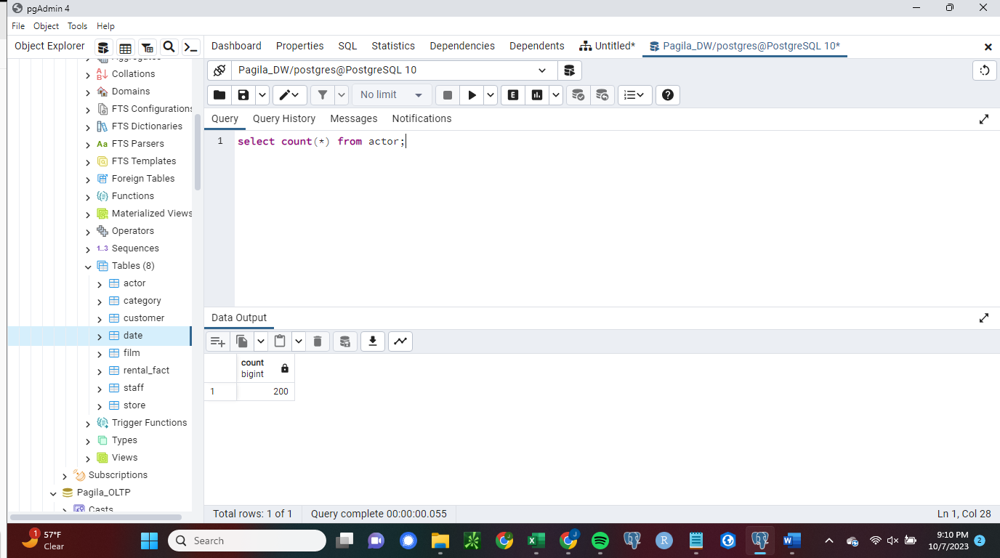 pgAdmin 4
File Object Tools Help
Object Explorer
Dashboard Properties SQL Statistics Dependencies Dependents Untitled* Pagila_DW/postgres@PostgreSQL 10*
Aggregates
Collations
Domains
FTS Configurations
FTS Dictionaries
Aa FTS Parsers
FTS Templates
Foreign Tables
Functions
Materialized Views
Operators
1..3 Sequences
Tables (8)
actor
category
customer
date
film
rental_fact
staff
store
Trigger Functions
Types
Views
Subscriptions
Pagila_OLTP
Casts
Pagila_DW/postgres@PostgreSQL 10
No limit E
Query Query History Messages Notifications
1 select count(*) from actor;
Data Output
count
bigint
1 200
Total rows: 1 of 1 Query complete 00:00:00.055 Ln 1, Col 28
1 57°F
Clear
Search
J
R
9:10 PM
10/7/2023
2